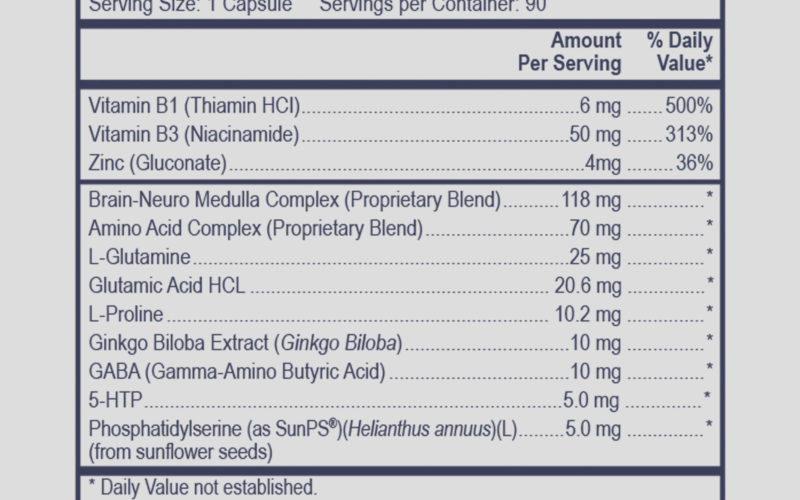 Serving Size: 1 Capsule Servings per Container: 90
Amount Per Serving % Daily Value*
Vitamin B1 (Thiamin HCl) 6 mg 500%
Vitamin B3 (Niacinamide) 50 mg 313%
Zinc (Gluconate) 4mg 36%
Brain-Neuro Medulla Complex (Proprietary Blend) 118 mg *
Amino Acid Complex (Proprietary Blend) 70 mg *
L-Glutamine 25 mg *
Glutamic Acid HCL 20.6 mg *
L-Proline 10.2 mg *
Ginkgo Biloba Extract (Ginkgo Biloba) 10 mg *
GABA (Gamma-Amino Butyric Acid) 10 mg *
5-HTP 5.0 mg *
Phosphatidylserine (as SunPS®)(Helianthus annuus)(L) 5.0 mg *
(from sunflower seeds)
* Daily Value not established.